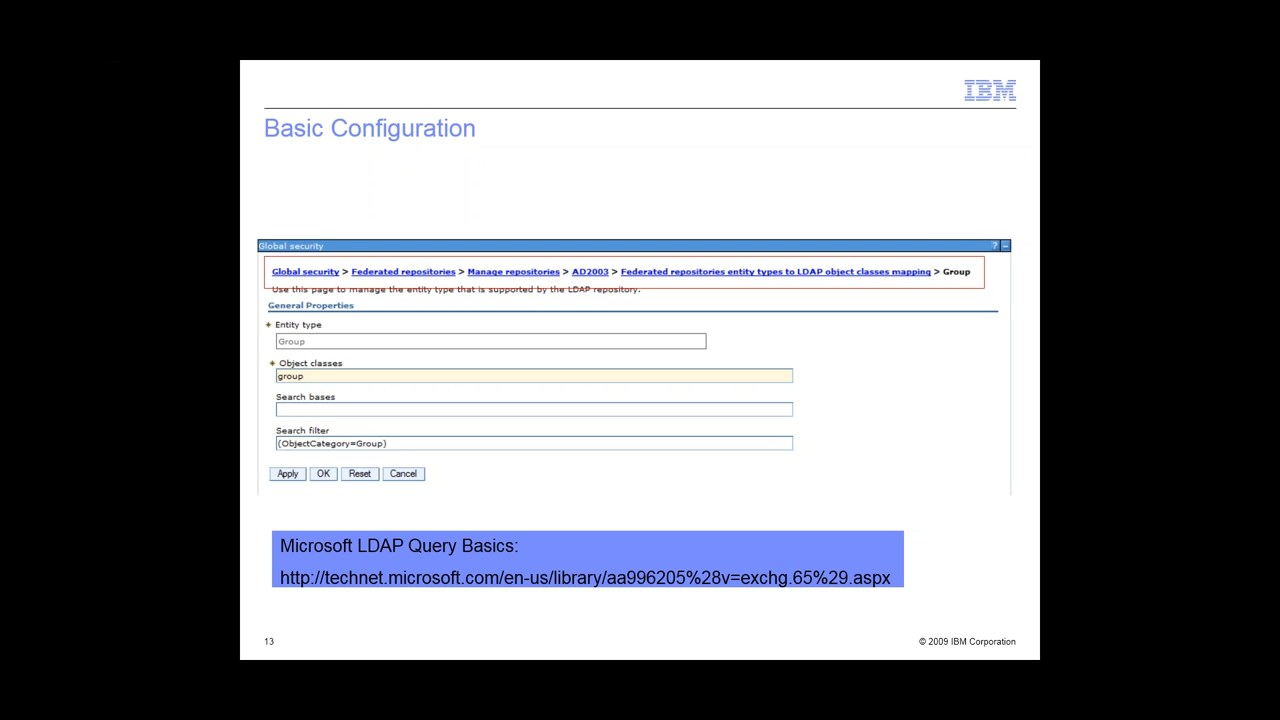 IBM
Basic Configuration
Global security ? –
Global security > Federated repositories > Manage repositories > AD2003 > Federated repositories entity types to LDAP object classes mapping > Group
Use this page to manage the entity type that is supported by the LDAP repository.
General Properties
Entity type
Group
Object classes
group
Search bases
Search filter
(ObjectCategory=Group)
Apply OK Reset Cancel
Microsoft LDAP Query Basics:
http://technet.microsoft.com/en-us/library/aa996205%28v=exchg.65%29.aspx
13 © 2009 IBM Corporation